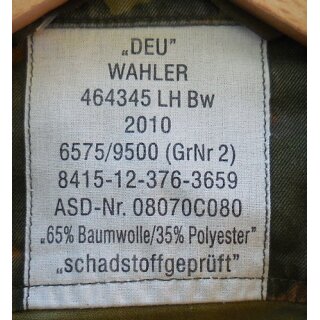 „DEU"
WAHLER
464345 LH Bw
2010
6575/9500 (GrNr 2)
8415-12-376-3659
ASD-Nr. 08070C080
„65% Baumwolle/35% Polyester"
„schadstoffgeprüft"